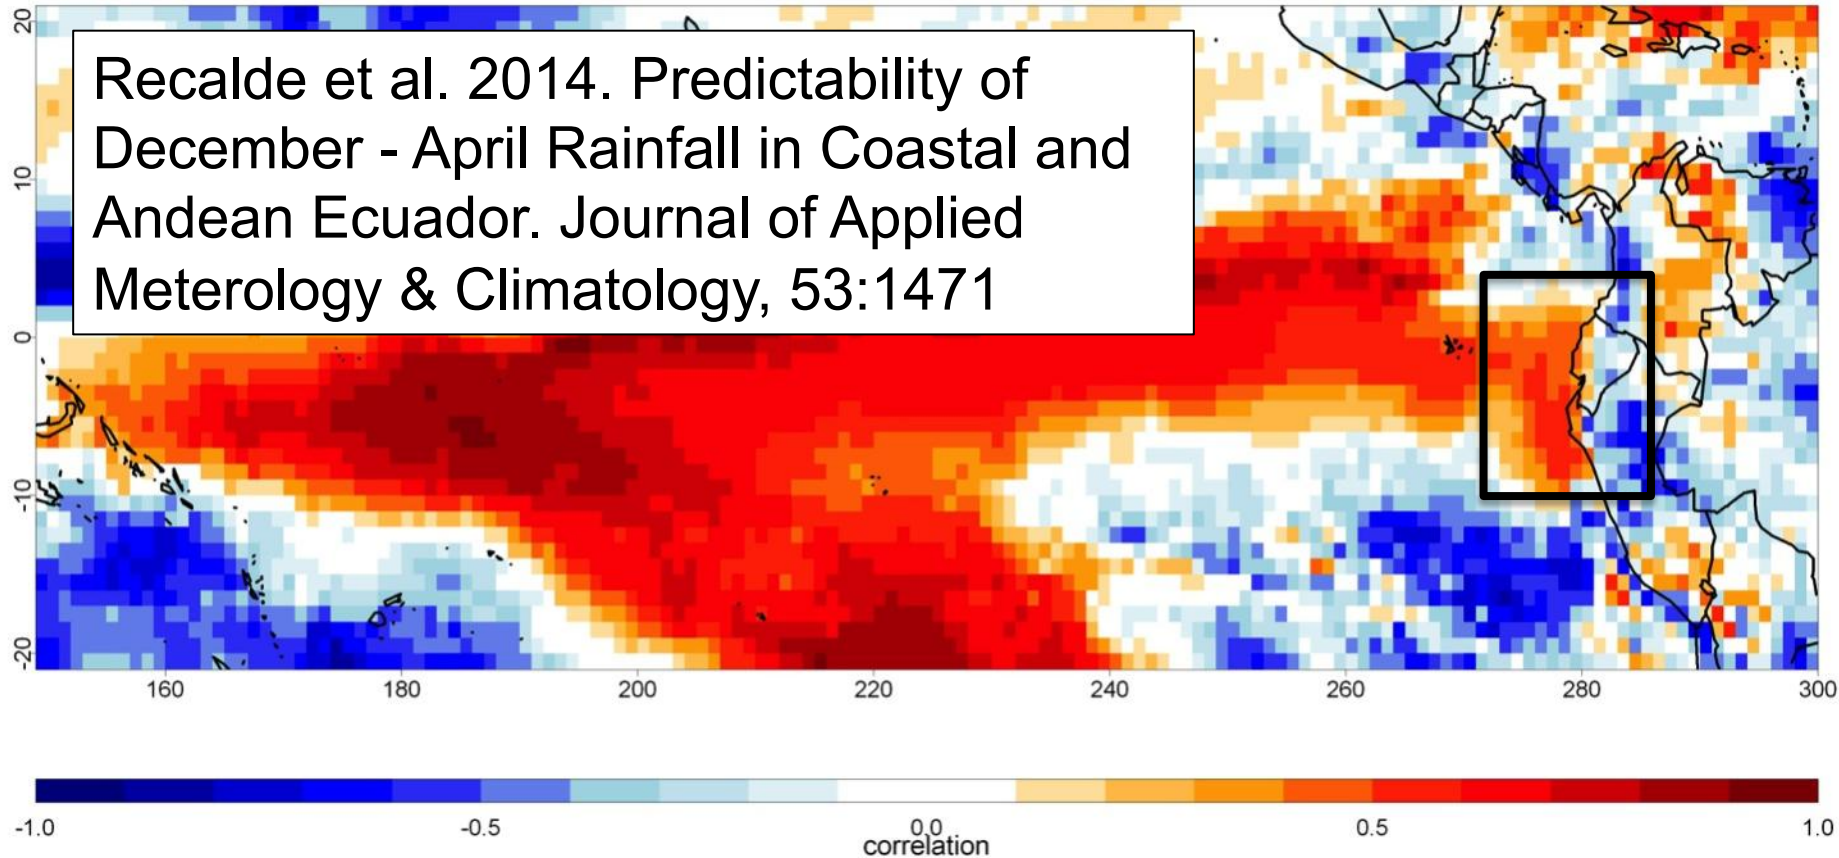 20
10
0
-10
-20
Recalde et al. 2014. Predictability of
December - April Rainfall in Coastal and
Andean Ecuador. Journal of Applied
Meterology & Climatology, 53:1471
160 180 200 220 240 260 280 300
-1.0 -0.5 0.0 0.5 1.0
correlation